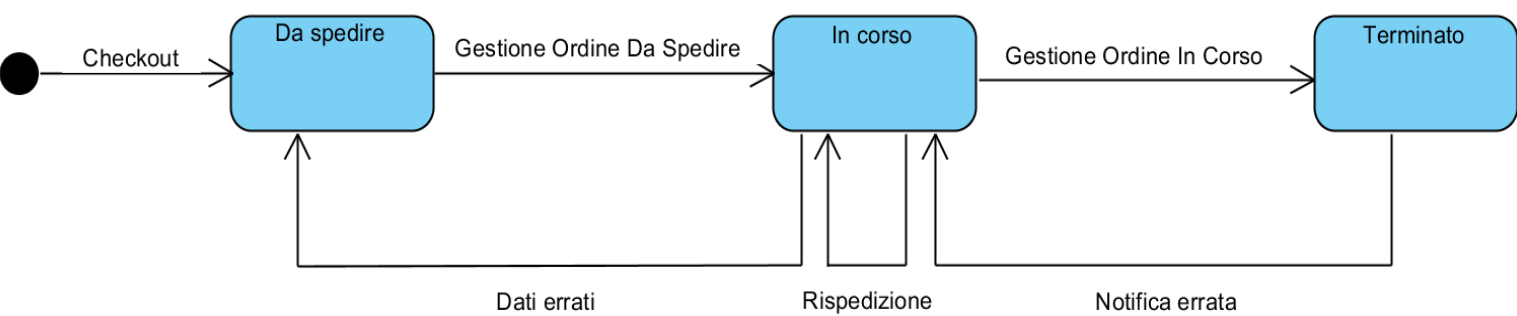 Checkout
Da spedire
Gestione Ordine Da Spedire
In corso
Gestione Ordine In Corso
Terminato
Dati errati
Rispedizione
Notifica errata